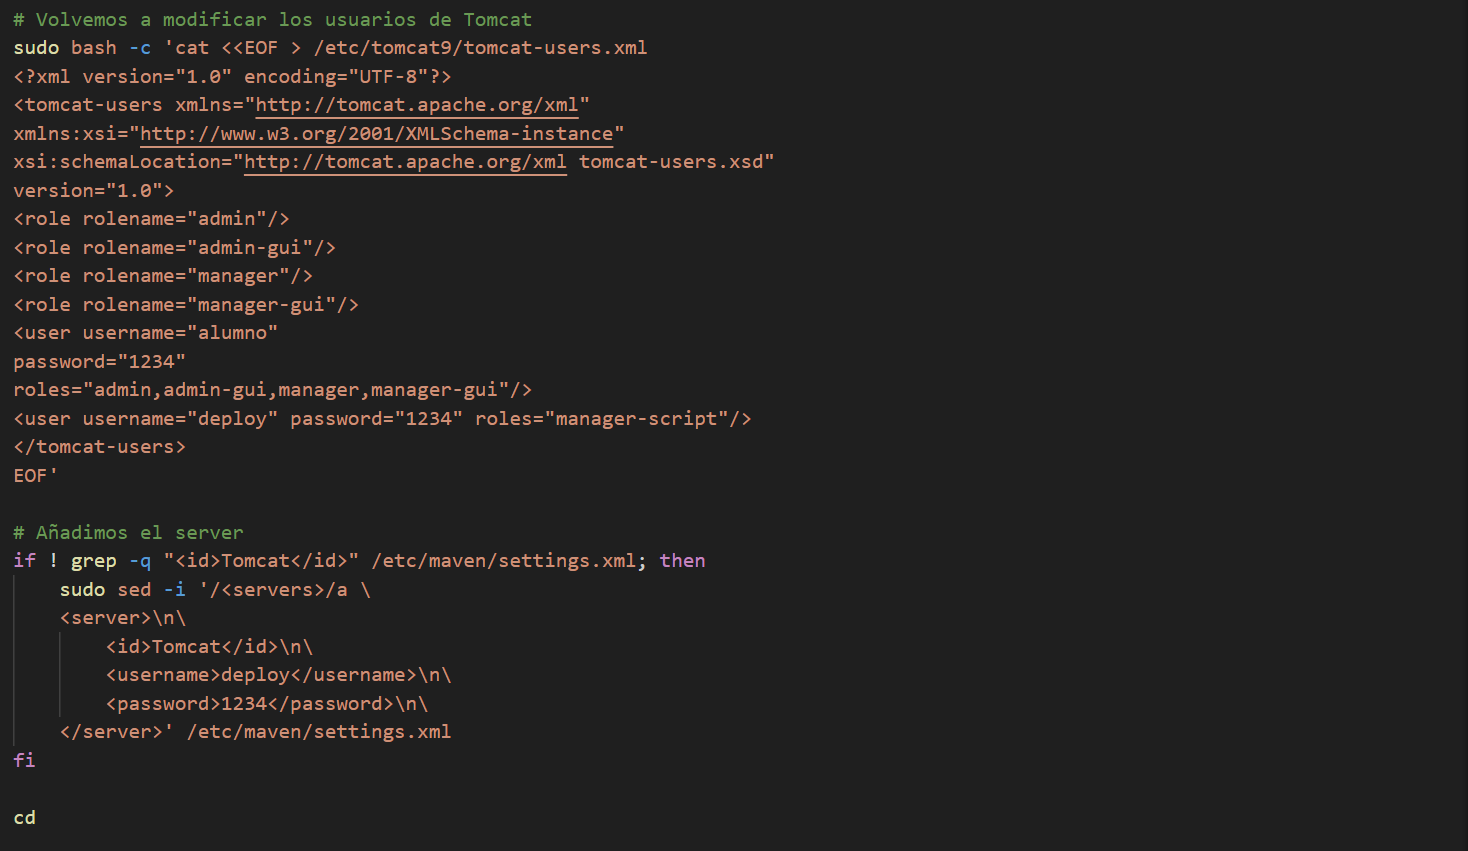 # Volvemos a modificar los usuarios de Tomcat
sudo bash -c 'cat <<EOF > /etc/tomcat9/tomcat-users.xml
<?xml version="1.0" encoding="UTF-8"?>
<tomcat-users xmlns="http://tomcat.apache.org/xml"
xmlns:xsi="http://www.w3.org/2001/XMLSchema-instance"
xsi:schemaLocation="http://tomcat.apache.org/xml tomcat-users.xsd"
version="1.0">
<role rolename="admin"/>
<role rolename="admin-gui"/>
<role rolename="manager"/>
<role rolename="manager-gui"/>
<user username="alumno"
password="1234"
roles="admin,admin-gui,manager,manager-gui"/>
<user username="deploy" password="1234" roles="manager-script"/>
</tomcat-users>
EOF'

# Añadimos el server
if ! grep -q "<id>Tomcat</id>" /etc/maven/settings.xml; then
    sudo sed -i '/<servers>/a \
    <server>\n\
        <id>Tomcat</id>\n\
        <username>deploy</username>\n\
        <password>1234</password>\n\
    </server>' /etc/maven/settings.xml
fi

cd